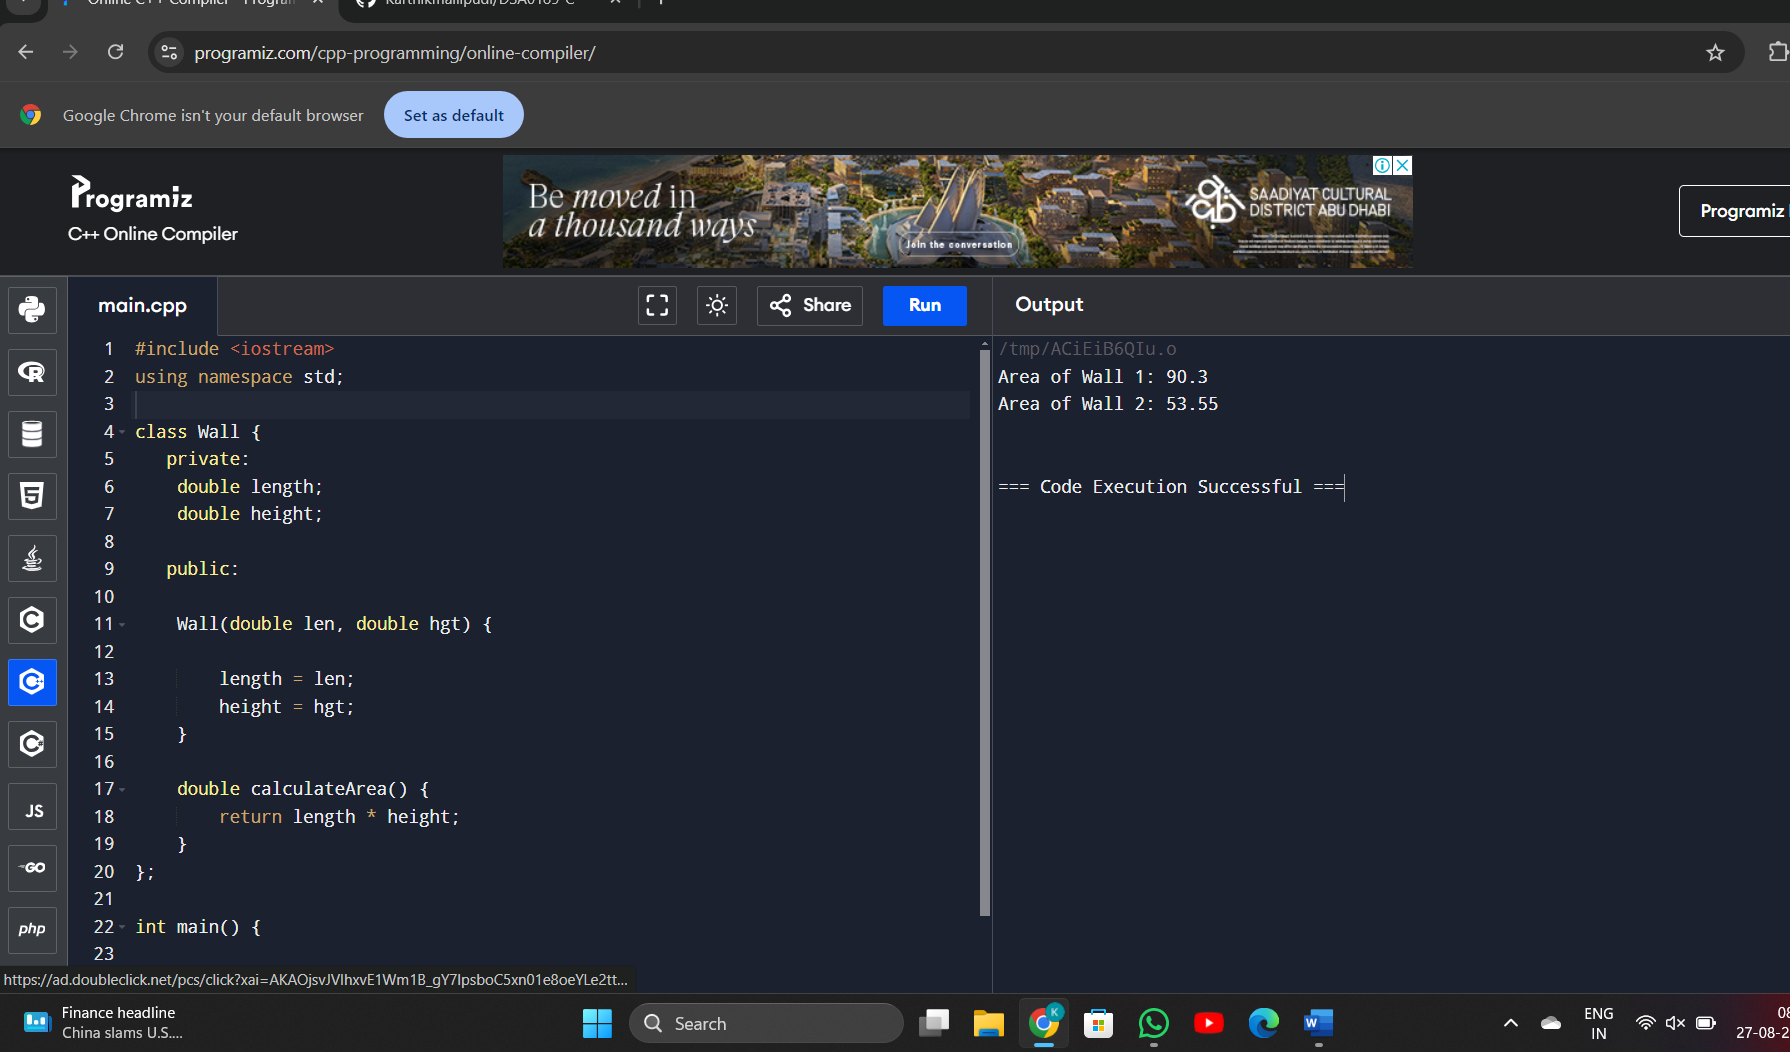 Online C++ Compiler - Program
programiz.com/cpp-programming/online-compiler/
Google Chrome isn't your default browser
Set as default
Programiz
C++ Online Compiler
Be moved in
a thousand ways
Join the conversation
SAADIYAT CULTURAL
DISTRICT ABU DHABI
Programiz
main.cpp
Share
Run
Output
1 #include <iostream>
2 using namespace std;
3
4 class Wall {
5 private:
6 double length;
7 double height;
8
9 public:
10
11 Wall(double len, double hgt) {
12
13 length = len;
14 height = hgt;
15 }
16
17 double calculateArea() {
18 return length * height;
19 }
20 };
21
22 int main() {
23
/tmp/ACiEiB6QIu.o
Area of Wall 1: 90.3
Area of Wall 2: 53.55
=== Code Execution Successful ===
R
5
C
C
C
JS
GO
php
https://ad.doubleclick.net/pcs/click?xai=AKAOjsvJVIhxvE1Wm1B_gY7IpsboC5xn01e8oeYLe2tt...
Finance headline
China slams U.S....
Search
K
W
ENG
IN
08
27-08-2